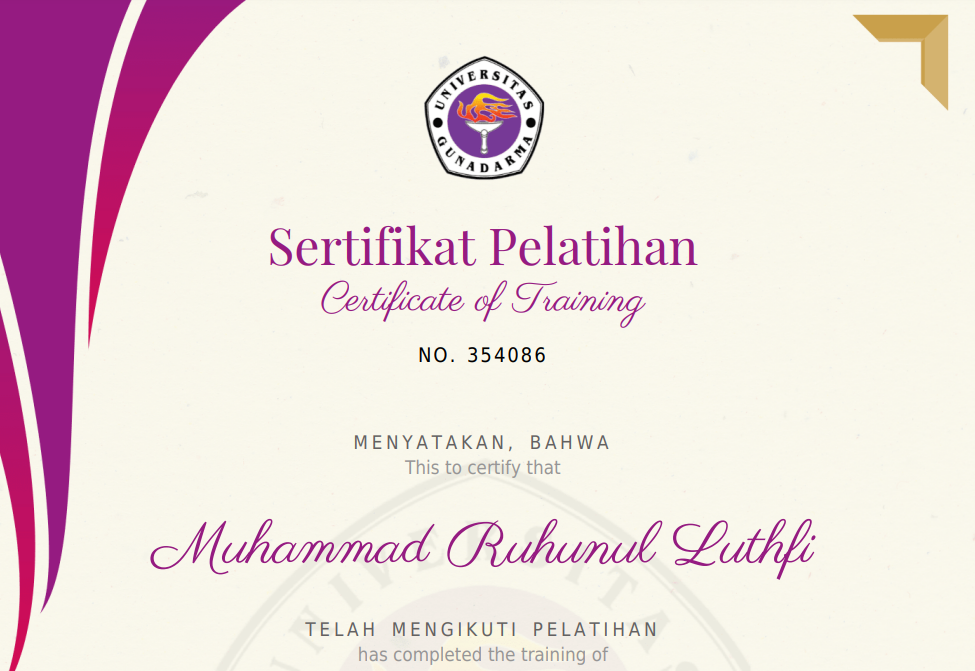 UNIVERSITAS
GUNADARMA
Sertifikat Pelatihan
Certificate of Training
NO. 354086
MENYATAKAN, BAHWA
This to certify that
Muhammad Ruhunul Luthfi
UNIVERSITAS
TELAH MENGIKUTI PELATIHAN
has completed the training of